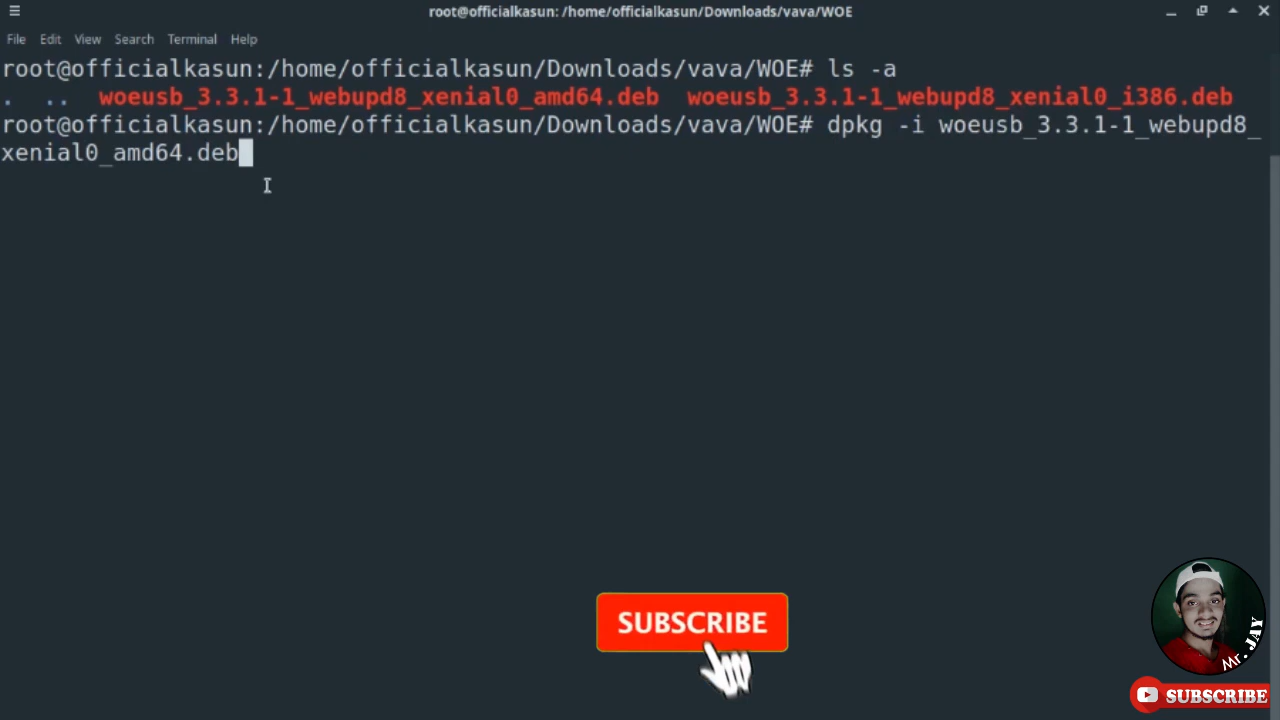 root@officialkasun: /home/officialkasun/Downloads/vava/WOE
File Edit View Search Terminal Help
root@officialkasun:/home/officialkasun/Downloads/vava/WOE# ls -a
. .. woeusb_3.3.1-1_webupd8_xenial0_amd64.deb woeusb_3.3.1-1_webupd8_xenial0_i386.deb
root@officialkasun:/home/officialkasun/Downloads/vava/WOE# dpkg -i woeusb_3.3.1-1_webupd8_
xenial0_amd64.deb
SUBSCRIBE
Mr. JAY
SUBSCRIBE